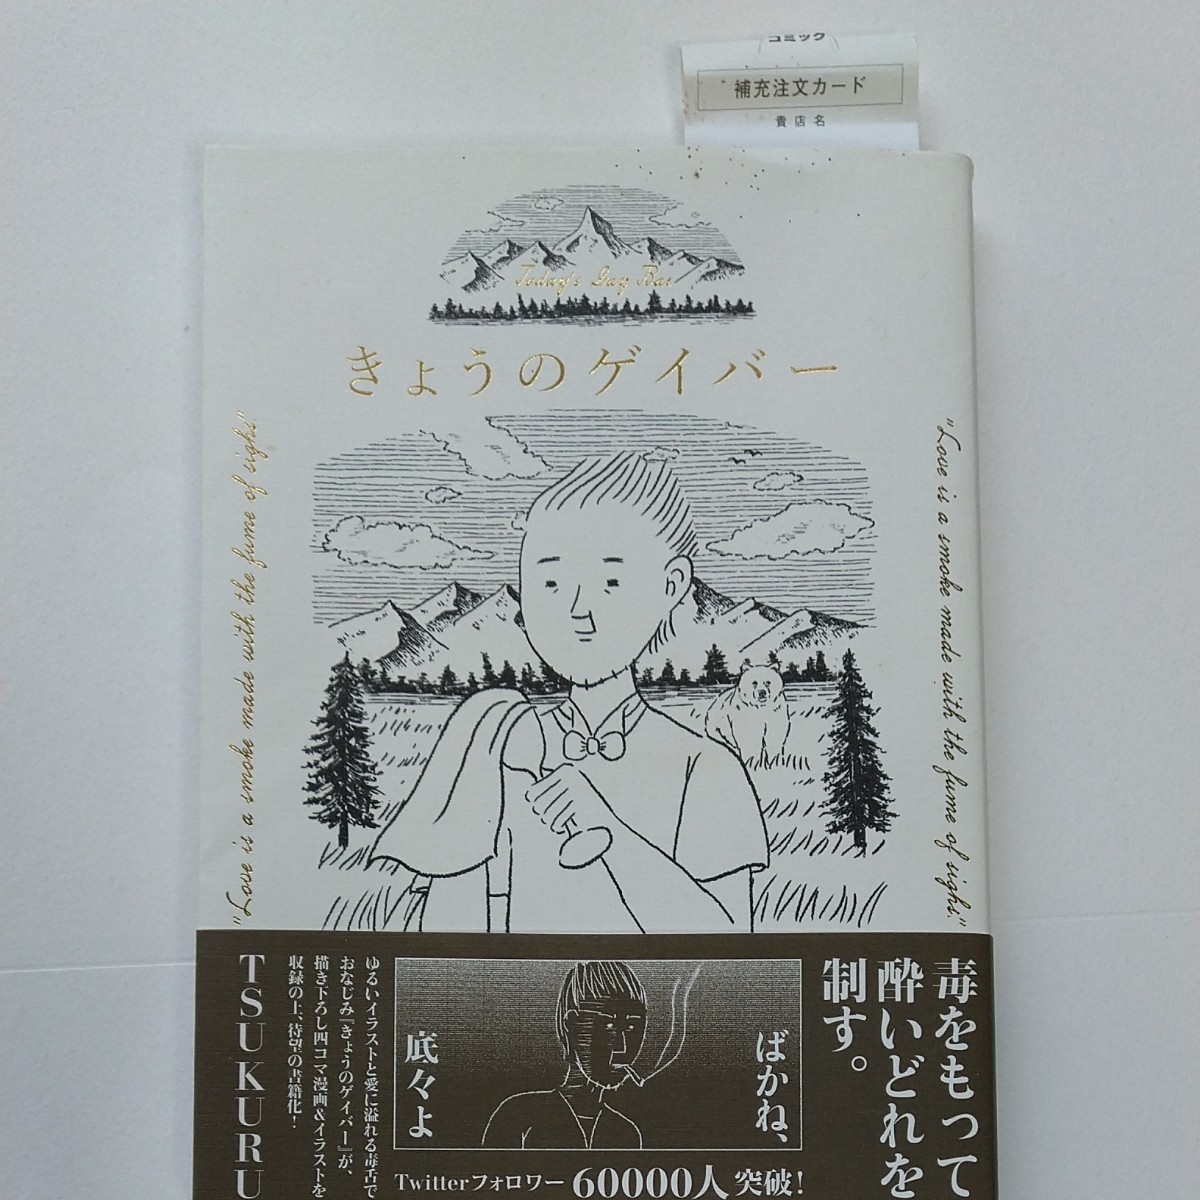 コミック
補充注文カード
貴店名
Today's Gay Bar
きょうのゲイバー
"Love is a smoke made with the fume of sighs."
"Love is a smoke made with the fume of sighs."
毒をもって
酔いどれを
制す。
ばかね、
底々よ
ゆるいイラストと愛に溢れる毒舌で
おなじみ『きょうのゲイバー』が、
描き下ろし四コマ漫画&イラストを
収録の上、待望の書籍化!
TSUKURU
Twitterフォロワー 60000人 突破!